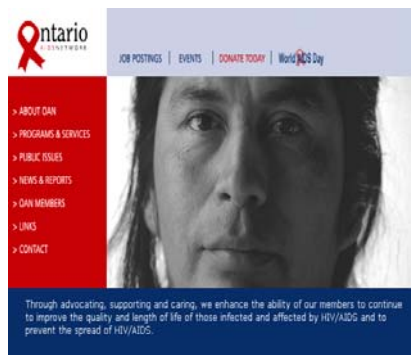 Ontario
AIDS NETWORK
JOB POSTINGS | EVENTS | DONATE TODAY | World AIDS Day
> ABOUT OAN
> PROGRAMS & SERVICES
> PUBLIC ISSUES
> NEWS & REPORTS
> OAN MEMBERS
> LINKS
> CONTACT
Through advocating, supporting and caring, we enhance the ability of our members to continue
to improve the quality and length of life of those infected and affected by HIV/AIDS and to
prevent the spread of HIV/AIDS.